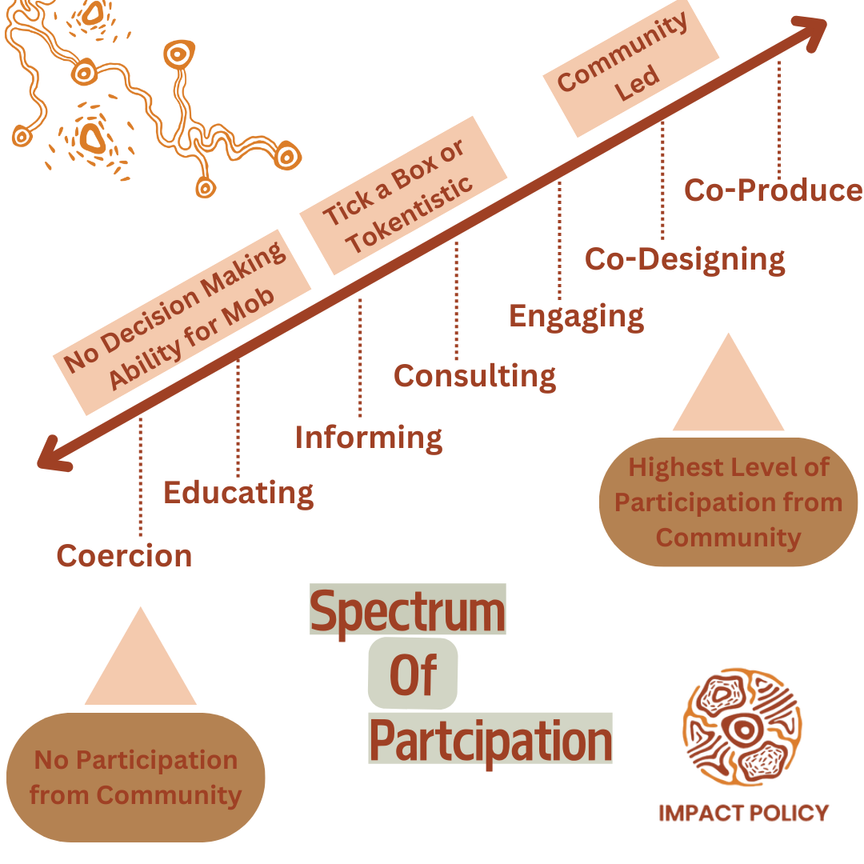 Community
Led
Tick a Box or
Tokentistic
No Decision Making
Ability for Mob
Co-Produce
Co-Designing
Engaging
Consulting
Informing
Educating
Coercion
Highest Level of
Participation from
Community
Spectrum
Of
Partcipation
No Participation
from Community
IMPACT POLICY